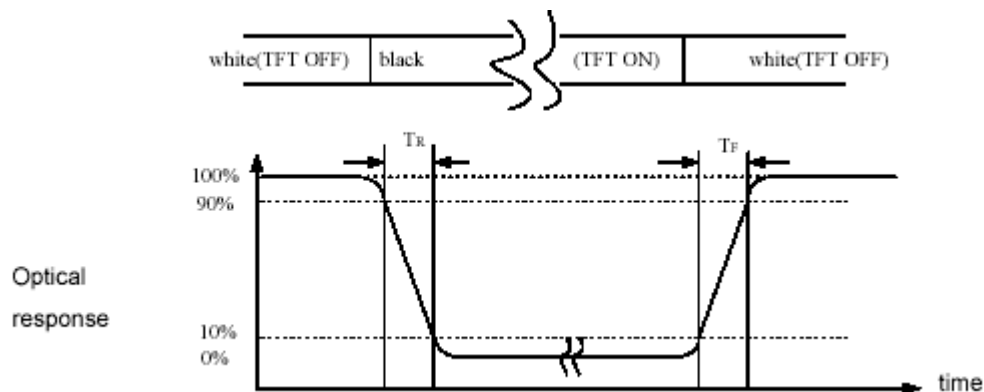 white(TFT OFF) black (TFT ON) white(TFT OFF)
TR TF
100%
90%
Optical
response
10%
0%
time